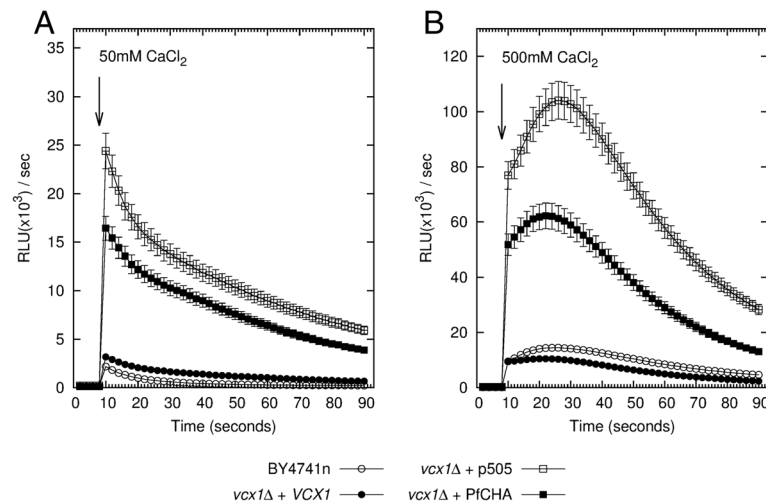 A
B
50mM CaCl2
500mM CaCl2
RLU(x10³) / sec
35
30
25
20
15
10
5
0
0 10 20 30 40 50 60 70 80 90
Time (seconds)
RLU(x10³) / sec
120
100
80
60
40
20
0
0 10 20 30 40 50 60 70 80 90
Time (seconds)
BY4741n
vcx1Δ + p505
vcx1Δ + VCX1
vcx1Δ + PfCHA